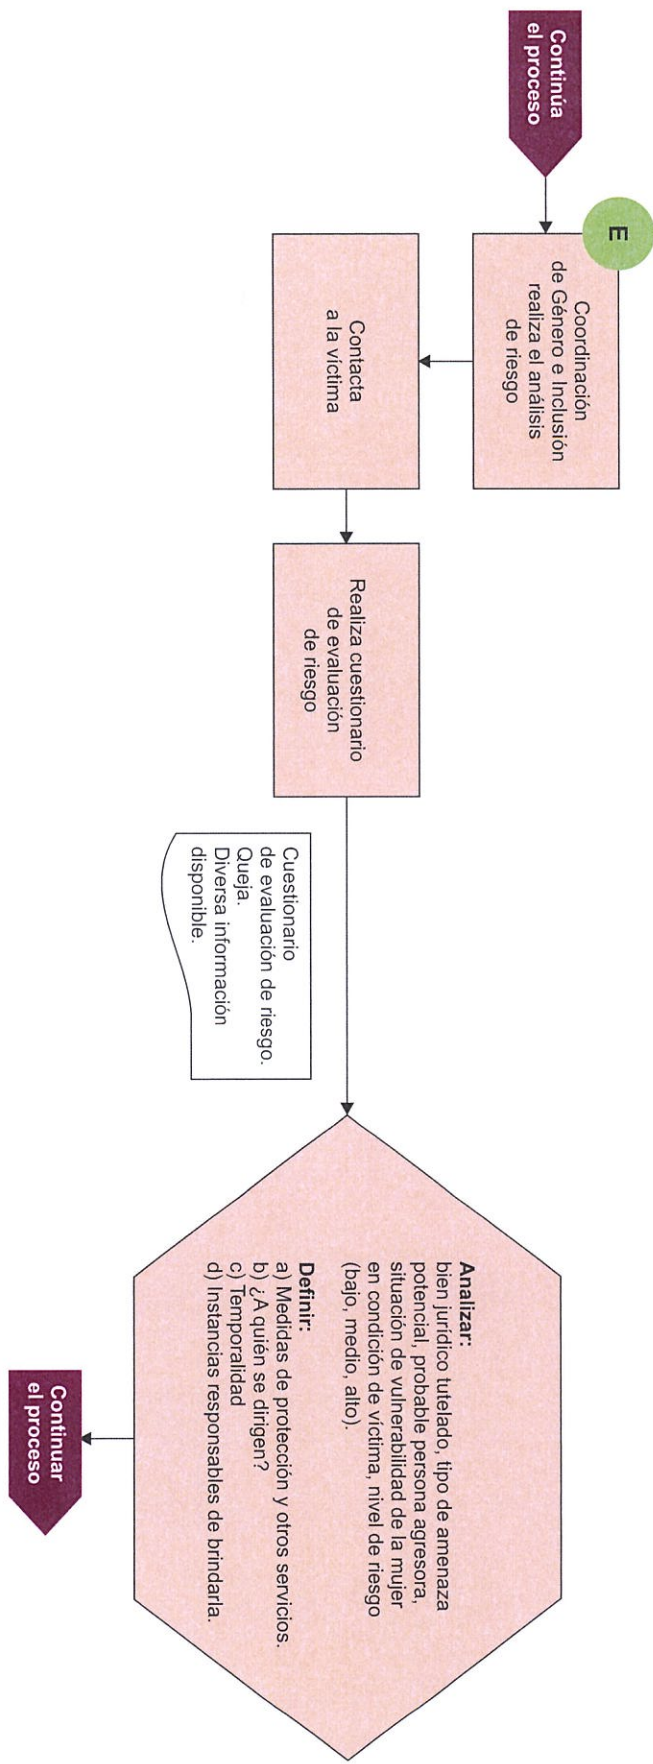 Continúa
el proceso
E
Coordinación
de Género e Inclusión
realiza el análisis
de riesgo
Contacta
a la víctima
Realiza cuestionario
de evaluación
de riesgo
Cuestionario
de evaluación de riesgo.
Queja.
Diversa información
disponible.
Analizar:
bien jurídico tutelado, tipo de amenaza
potencial, probable persona agresora,
situación de vulnerabilidad de la mujer
en condición de víctima, nivel de riesgo
(bajo, medio, alto).
Definir:
a) Medidas de protección y otros servicios.
b) ¿A quién se dirigen?
c) Temporalidad
d) Instancias responsables de brindarla.
Continuar
el proceso